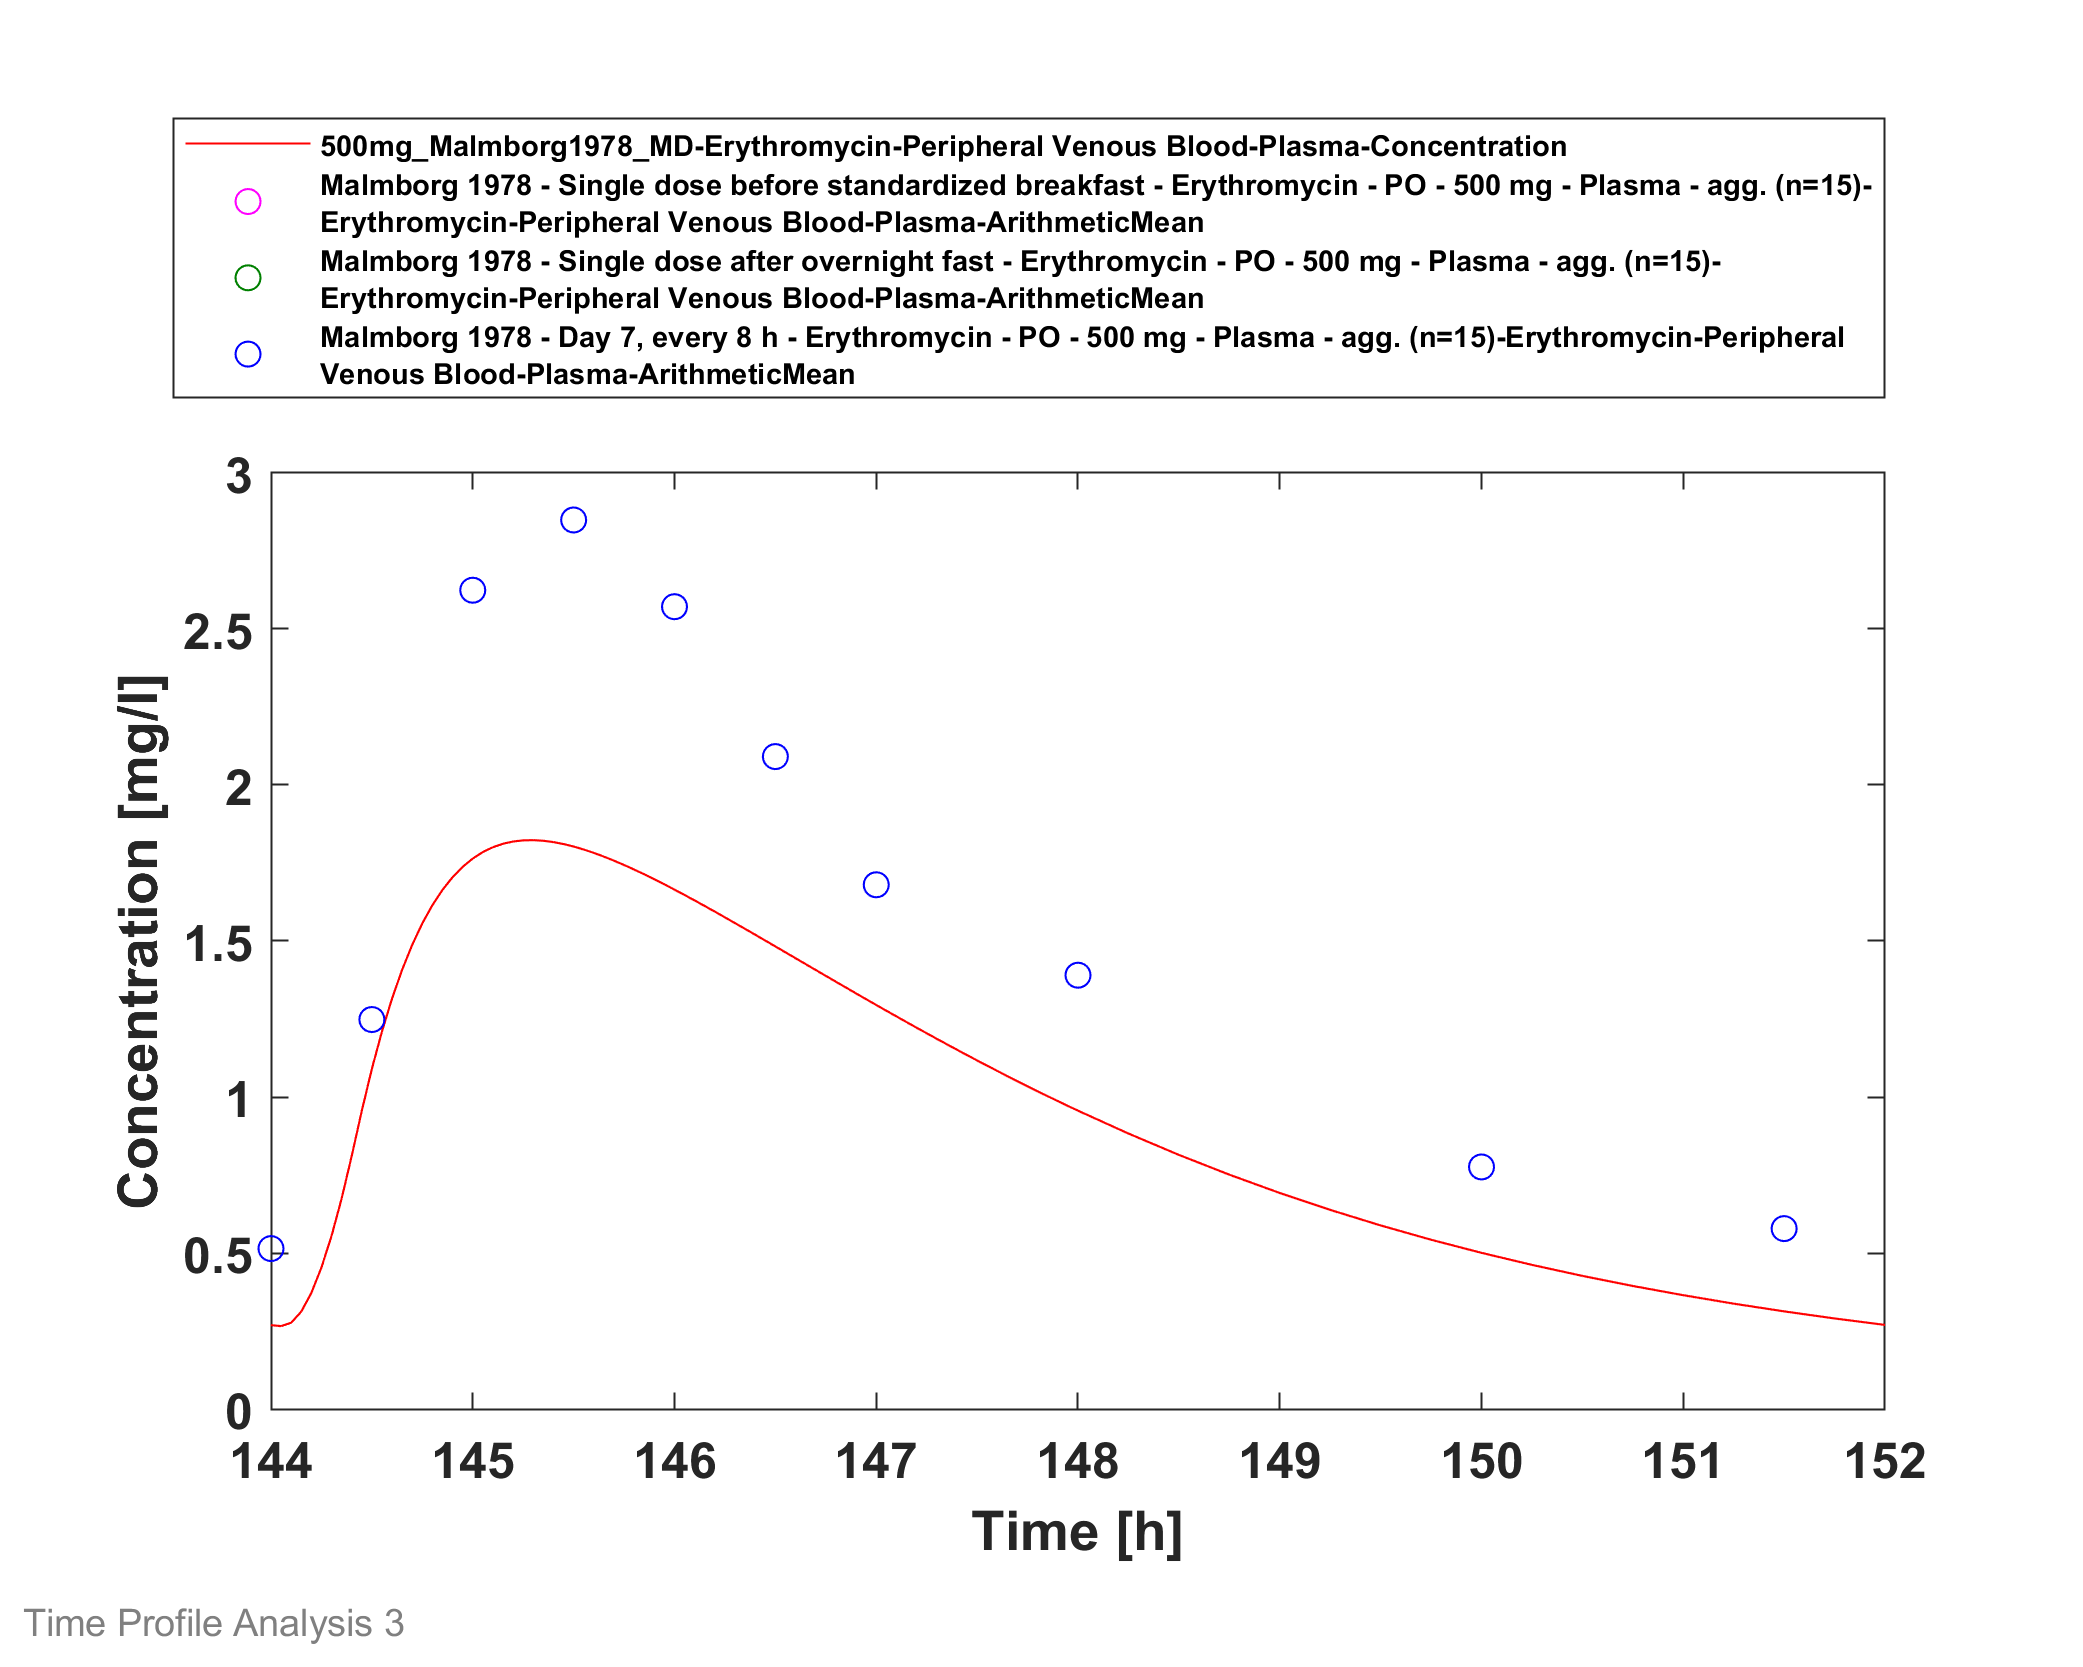 500mg_Malmborg1978_MD-Erythromycin-Peripheral Venous Blood-Plasma-Concentration
Malmborg 1978 - Single dose before standardized breakfast - Erythromycin - PO - 500 mg - Plasma - agg. (n=15)-
Erythromycin-Peripheral Venous Blood-Plasma-ArithmeticMean
Malmborg 1978 - Single dose after overnight fast - Erythromycin - PO - 500 mg - Plasma - agg. (n=15)-
Erythromycin-Peripheral Venous Blood-Plasma-ArithmeticMean
Malmborg 1978 - Day 7, every 8 h - Erythromycin - PO - 500 mg - Plasma - agg. (n=15)-Erythromycin-Peripheral
Venous Blood-Plasma-ArithmeticMean
3
2.5
2
1.5
1
0.5
0
Concentration [mg/l]
144 145 146 147 148 149 150 151 152
Time [h]
Time Profile Analysis 3